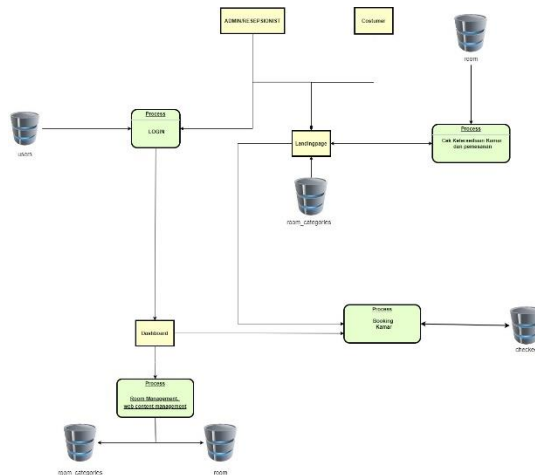 ADMIN/RESEPSIONIST
Costumer
room
Process
LOGIN
users
Landingpage
Process
Cek Ketersediaan Kamar
dan pemesanan
room_categories
Process
Booking
Kamar
checked
Dashboard
Process
Room Management,
web content management
room_categories
room